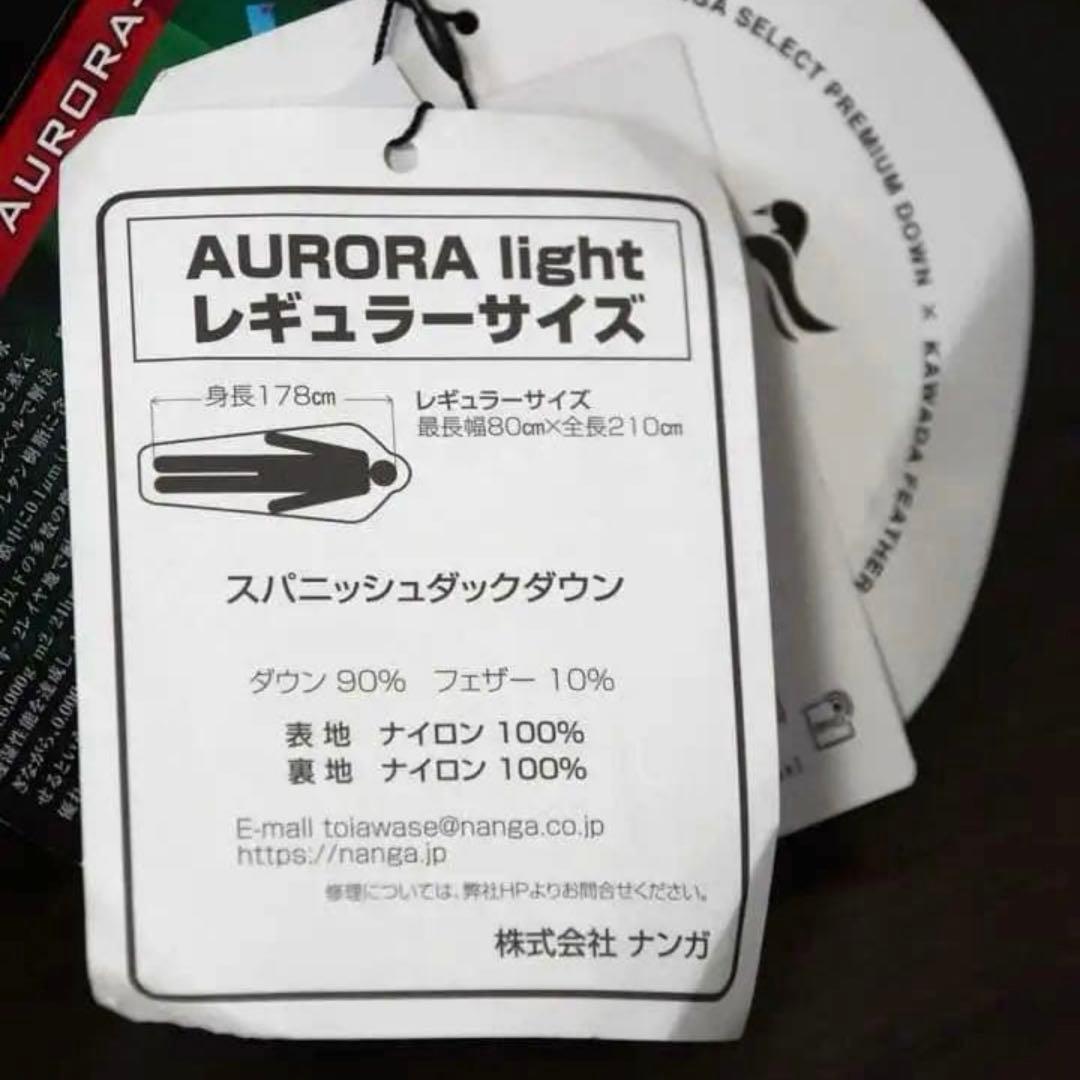 AURORA-
GA SELECT PREMIUM DOWN × KAWADA FEATHER
AURORA light
レギュラーサイズ
身長178㎝
レギュラーサイズ
最長幅80㎝×全長210㎝
スパニッシュダックダウン
ダウン 90% フェザー 10%
表 地 ナイロン 100%
裏 地 ナイロン 100%
E-mail toiawase@nanga.co.jp
https://nanga.jp
修理については、弊社HPよりお問合せください。
株式会社 ナンガ